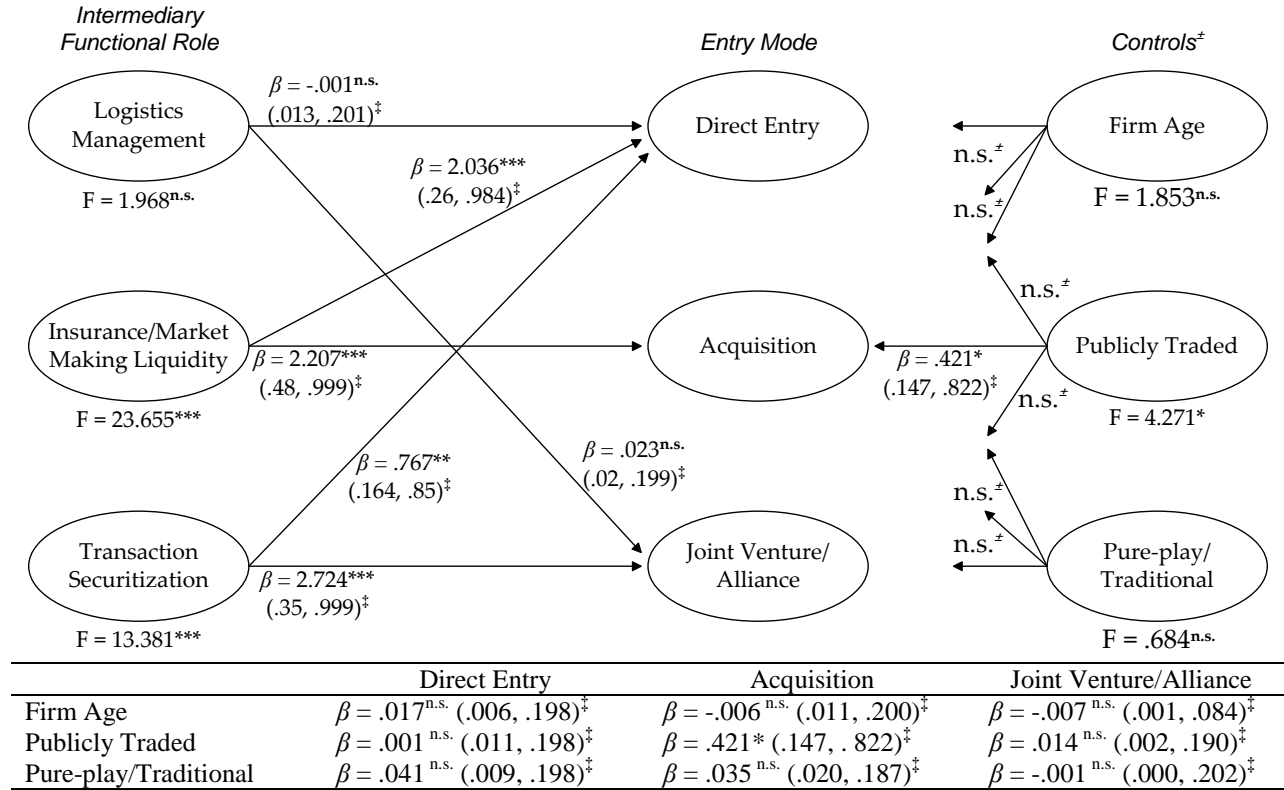 Intermediary
Functional Role
Entry Mode
Controls±
Logistics
Management
F = 1.968n.s.
β = -.001n.s.
(.013, .201)‡
Direct Entry
Firm Age
F = 1.853n.s.
n.s.±
n.s.±
β = 2.036***
(.26, .984)‡
Insurance/Market
Making Liquidity
F = 23.655***
β = 2.207***
(.48, .999)‡
Acquisition
β = .421*
(.147, .822)‡
n.s.±
n.s.±
Publicly Traded
F = 4.271*
β = .767**
(.164, .85)‡
β = .023n.s.
(.02, .199)‡
Transaction
Securitization
F = 13.381***
β = 2.724***
(.35, .999)‡
Joint Venture/
Alliance
n.s.±
n.s.±
Pure-play/
Traditional
F = .684n.s.
Direct Entry Acquisition Joint Venture/Alliance
Firm Age β = .017n.s. (.006, .198)‡ β = -.006 n.s. (.011, .200)‡ β = -.007 n.s. (.001, .084)‡
Publicly Traded β = .001 n.s. (.011, .198)‡ β = .421* (.147, . 822)‡ β = .014 n.s. (.002, .190)‡
Pure-play/Traditional β = .041 n.s. (.009, .198)‡ β = .035 n.s. (.020, .187)‡ β = -.001 n.s. (.000, .202)‡